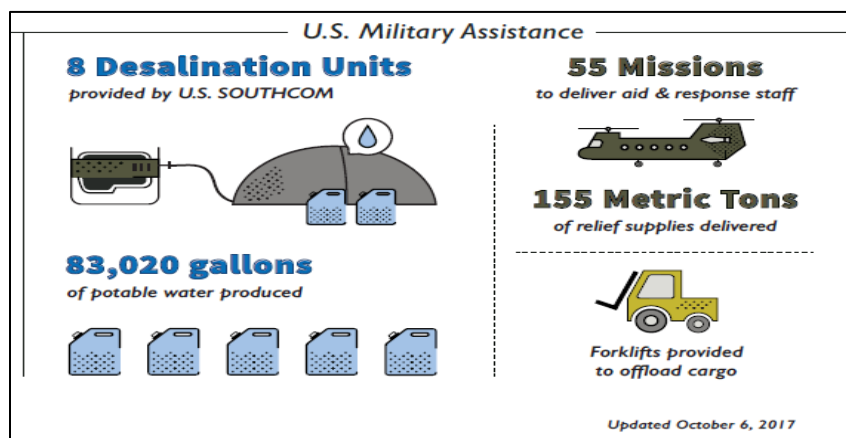 U.S. Military Assistance
8 Desalination Units
provided by U.S. SOUTHCOM
83,020 gallons
of potable water produced
55 Missions
to deliver aid & response staff
155 Metric Tons
of relief supplies delivered
Forklifts provided
to offload cargo
Updated October 6, 2017